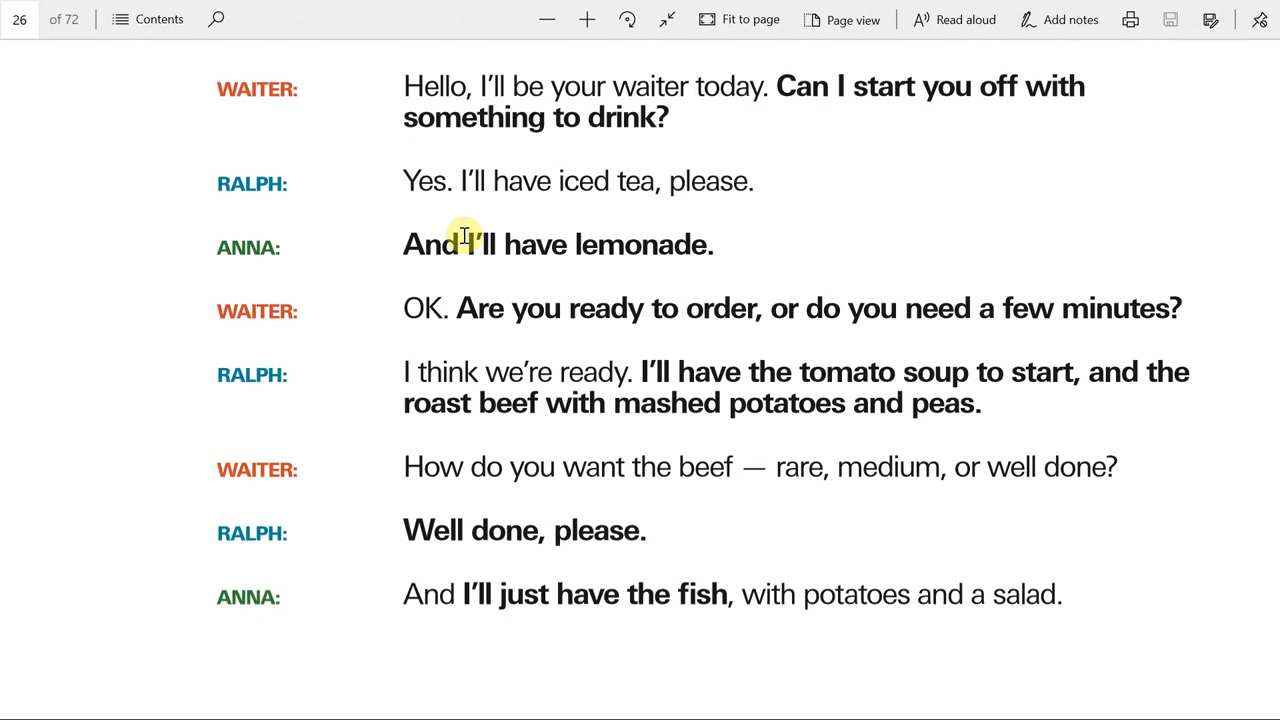 26 of 72 Contents Fit to page Page view Read aloud Add notes
WAITER: Hello, I'll be your waiter today. Can I start you off with
something to drink?
RALPH: Yes. I'll have iced tea, please.
ANNA: And I'll have lemonade.
WAITER: OK. Are you ready to order, or do you need a few minutes?
RALPH: I think we're ready. I'll have the tomato soup to start, and the
roast beef with mashed potatoes and peas.
WAITER: How do you want the beef — rare, medium, or well done?
RALPH: Well done, please.
ANNA: And I'll just have the fish, with potatoes and a salad.